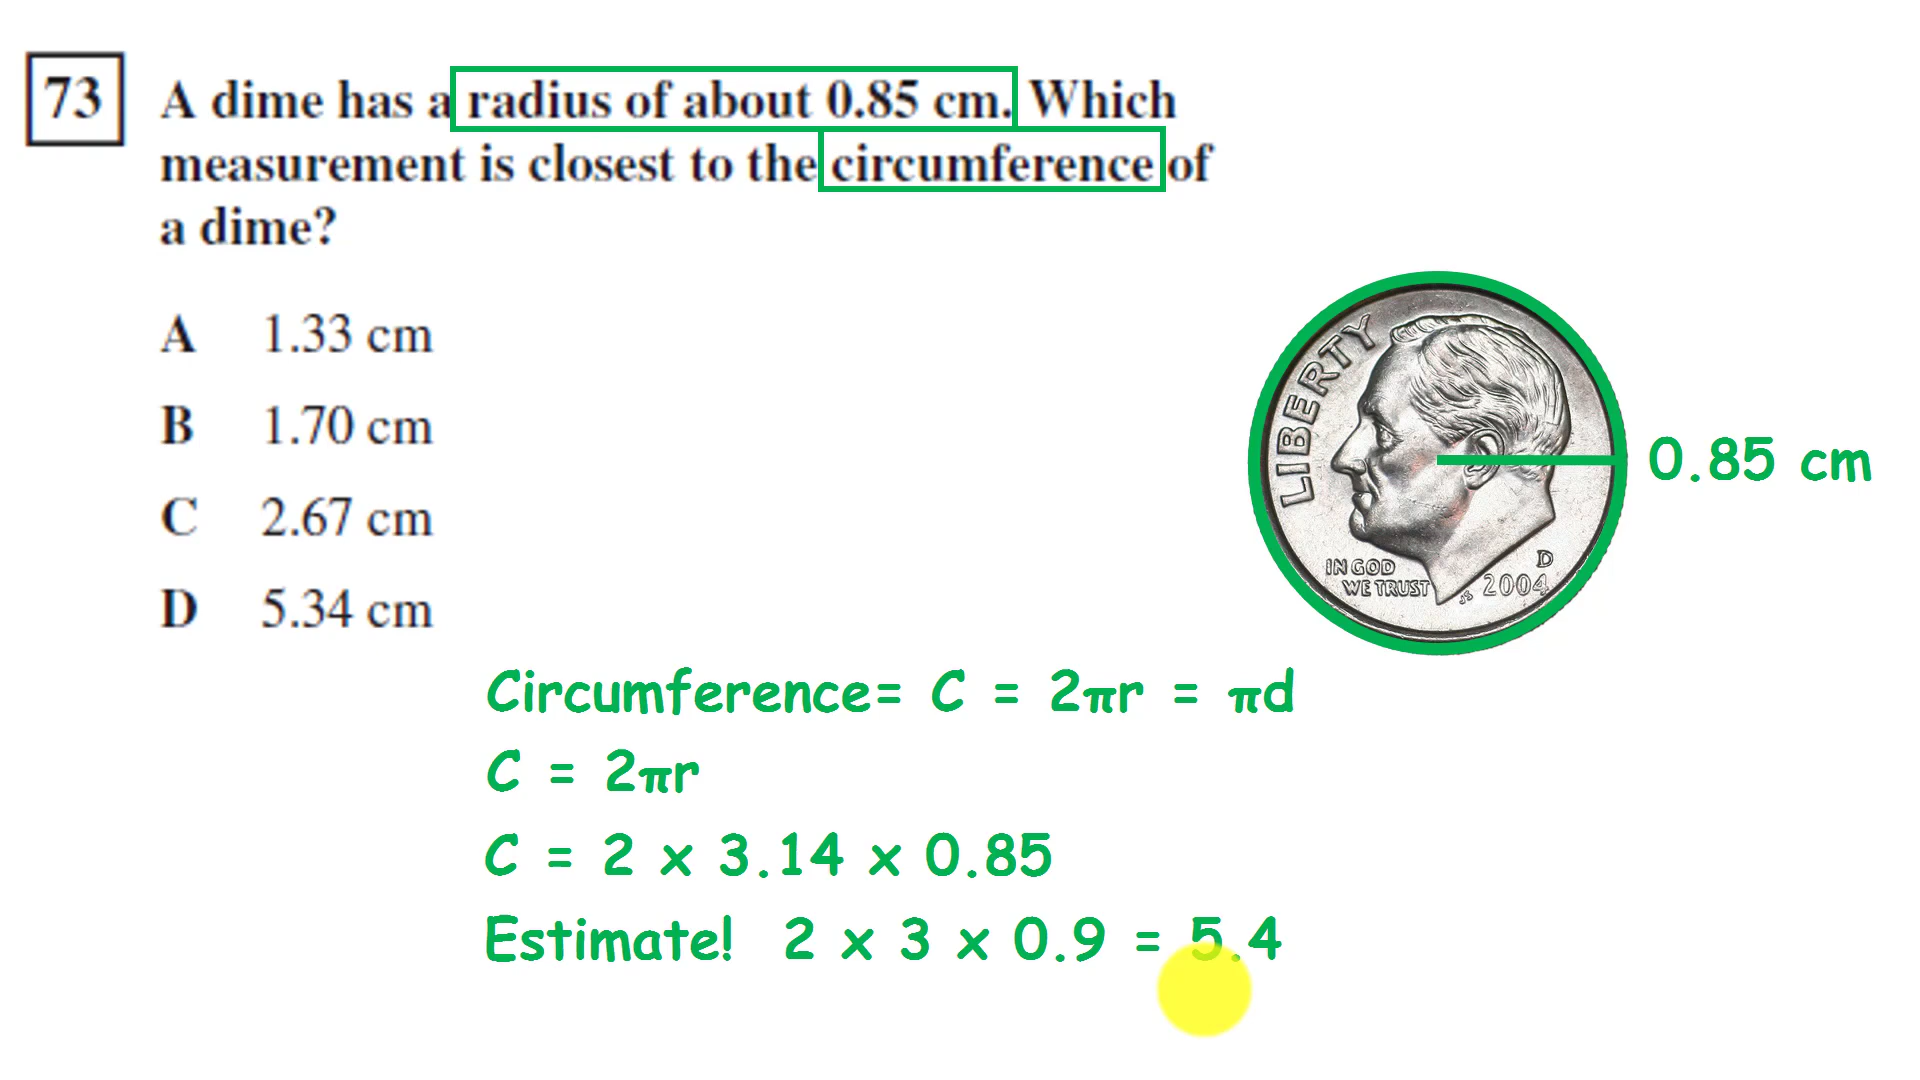 73
A dime has a radius of about 0.85 cm. Which
measurement is closest to the circumference of
a dime?
A 1.33 cm
B 1.70 cm
C 2.67 cm
D 5.34 cm
LIBERTY
IN GOD
WE TRUST
JS 2004
D
0.85 cm
Circumference= C = 2πr = πd
C = 2πr
C = 2 x 3.14 x 0.85
Estimate! 2 x 3 x 0.9 = 5.4